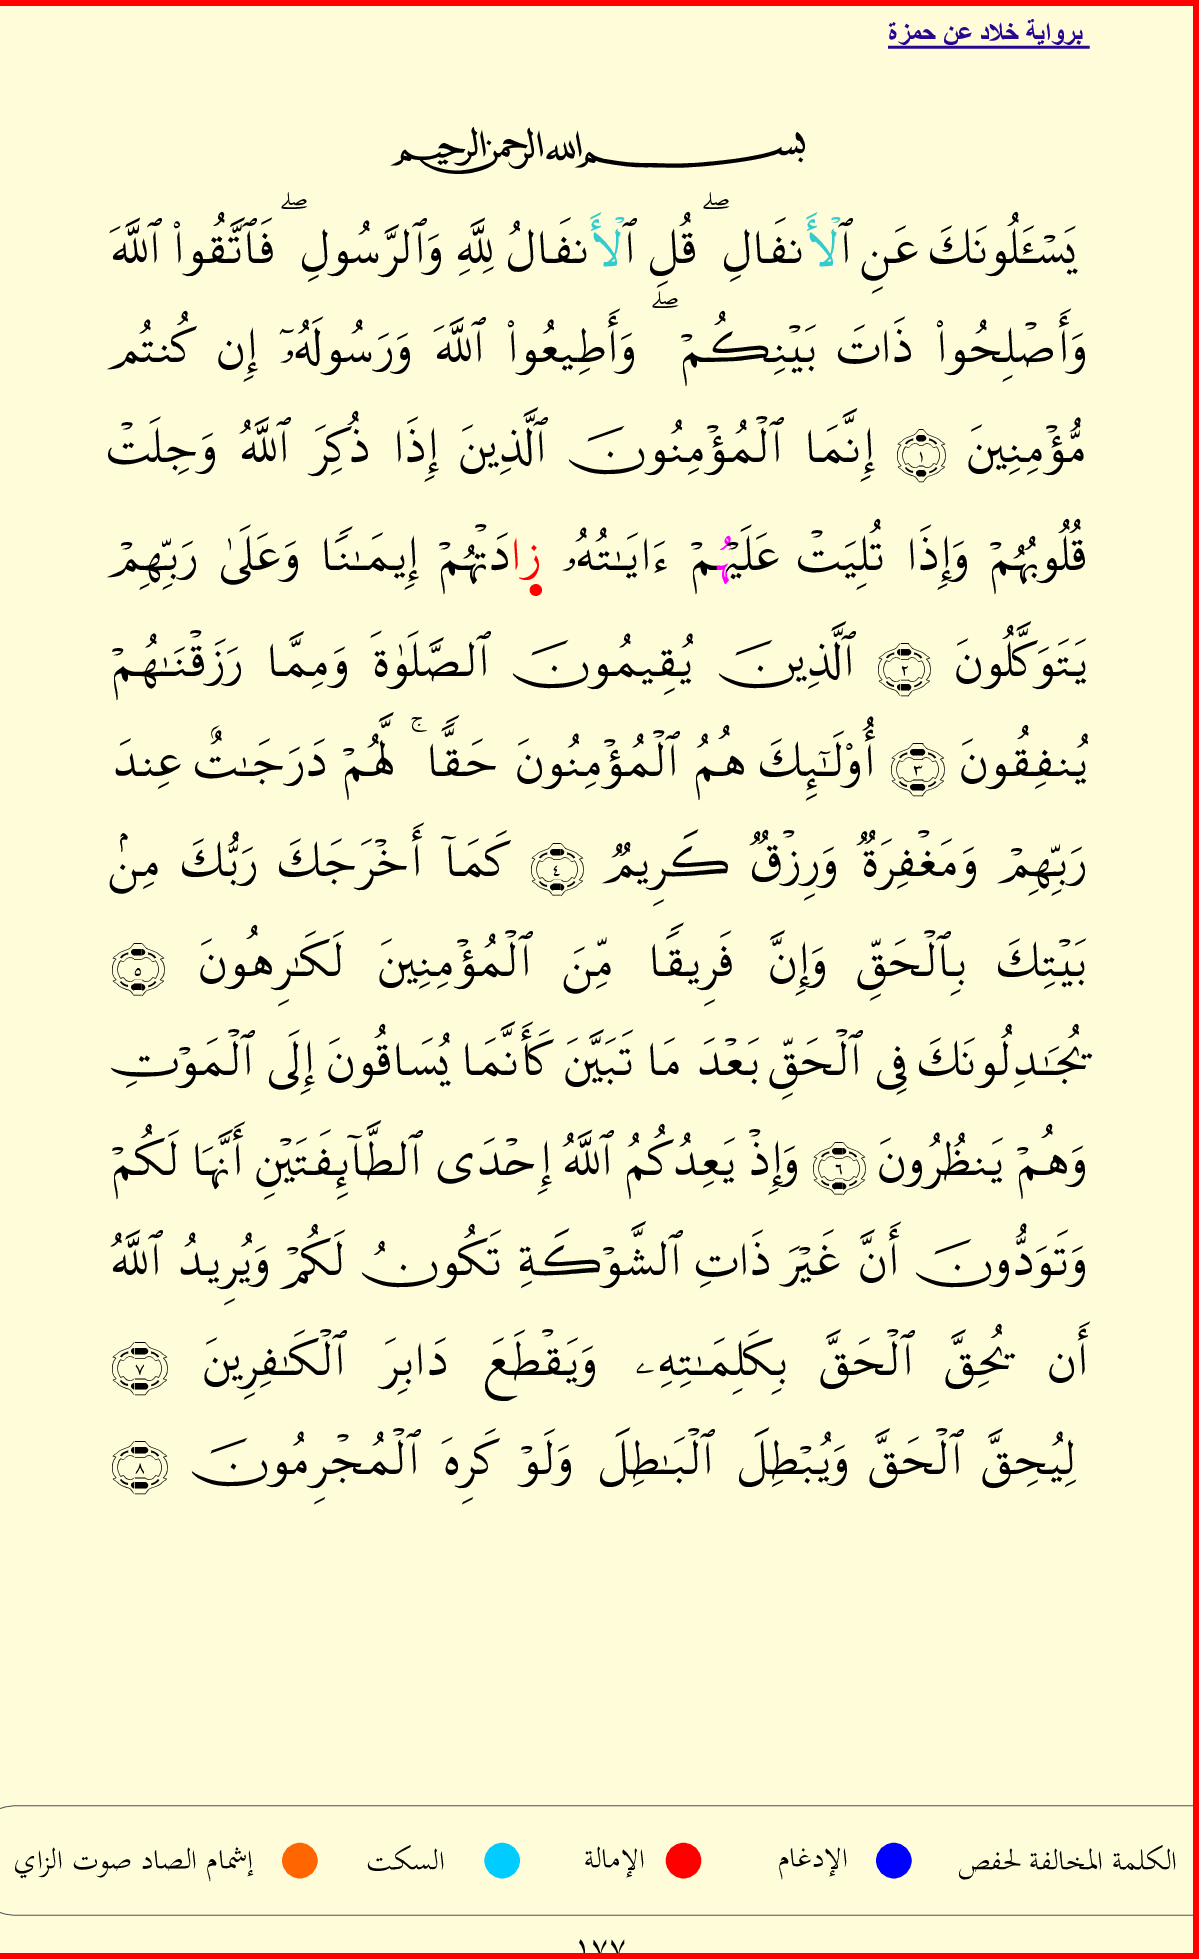 برواية خلاد عن حمزة
بسم الله الرحمن الرحيم
يَسْـَٔلُونَكَ عَنِ ٱلْأَنفَالِ ۖ قُلِ ٱلْأَنفَالُ لِلَّهِ وَٱلرَّسُولِ ۖ فَٱتَّقُوا۟ ٱللَّهَ
وَأَصْلِحُوا۟ ذَاتَ بَيْنِكُمْ ۖ وَأَطِيعُوا۟ ٱللَّهَ وَرَسُولَهُۥٓ إِن كُنتُم
مُّؤْمِنِينَ ١ إِنَّمَا ٱلْمُؤْمِنُونَ ٱلَّذِينَ إِذَا ذُكِرَ ٱللَّهُ وَجِلَتْ
قُلُوبُهُمْ وَإِذَا تُلِيَتْ عَلَيْهُمْ ءَايَـٰتُهُۥ زَادَتْهُمْ إِيمَـٰنًا وَعَلَىٰ رَبِّهِمْ
يَتَوَكَّلُونَ ٢ ٱلَّذِينَ يُقِيمُونَ ٱلصَّلَوٰةَ وَمِمَّا رَزَقْنَـٰهُمْ
يُنفِقُونَ ٣ أُو۟لَـٰٓئِكَ هُمُ ٱلْمُؤْمِنُونَ حَقًّا ۚ لَّهُمْ دَرَجَـٰتٌ عِندَ
رَبِّهِمْ وَمَغْفِرَةٌ وَرِزْقٌ كَرِيمٌ ٤ كَمَآ أَخْرَجَكَ رَبُّكَ مِنۢ
بَيْتِكَ بِٱلْحَقِّ وَإِنَّ فَرِيقًا مِّنَ ٱلْمُؤْمِنِينَ لَكَـٰرِهُونَ ٥
يُجَـٰدِلُونَكَ فِى ٱلْحَقِّ بَعْدَ مَا تَبَيَّنَ كَأَنَّمَا يُسَاقُونَ إِلَى ٱلْمَوْتِ
وَهُمْ يَنظُرُونَ ٦ وَإِذْ يَعِدُكُمُ ٱللَّهُ إِحْدَى ٱلطَّآئِفَتَيْنِ أَنَّهَا لَكُمْ
وَتَوَدُّونَ أَنَّ غَيْرَ ذَاتِ ٱلشَّوْكَةِ تَكُونُ لَكُمْ وَيُرِيدُ ٱللَّهُ
أَن يُحِقَّ ٱلْحَقَّ بِكَلِمَـٰتِهِۦ وَيَقْطَعَ دَابِرَ ٱلْكَـٰفِرِينَ ٧
لِيُحِقَّ ٱلْحَقَّ وَيُبْطِلَ ٱلْبَـٰطِلَ وَلَوْ كَرِهَ ٱلْمُجْرِمُونَ ٨
الكلمة المخالفة لحفص الإدغام الإمالة السكت إشمام الصاد صوت الزاي
١٧٧